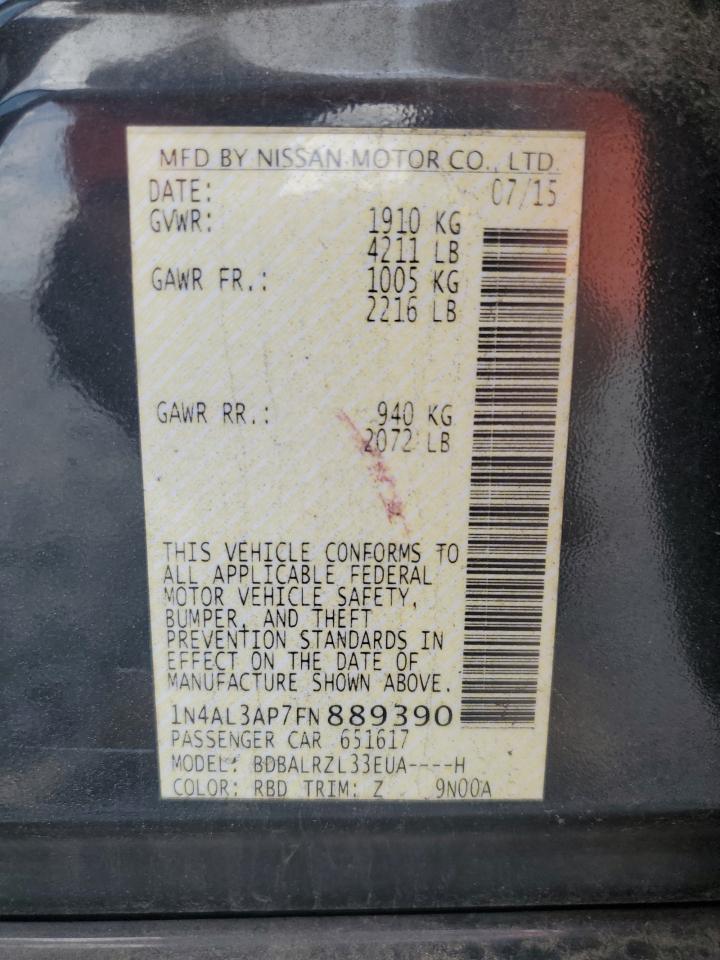 MFD BY NISSAN MOTOR CO., LTD.
DATE: 07/15
GVWR: 1910 KG
4211 LB
GAWR FR.: 1005 KG
2216 LB
GAWR RR.: 940 KG
2072 LB
THIS VEHICLE CONFORMS TO
ALL APPLICABLE FEDERAL
MOTOR VEHICLE SAFETY,
BUMPER, AND THEFT
PREVENTION STANDARDS IN
EFFECT ON THE DATE OF
MANUFACTURE SHOWN ABOVE.
1N4AL3AP7FN889390
PASSENGER CAR 651617
MODEL: BDBALRZL33EUA----H
COLOR: RBD TRIM: Z 9N00A